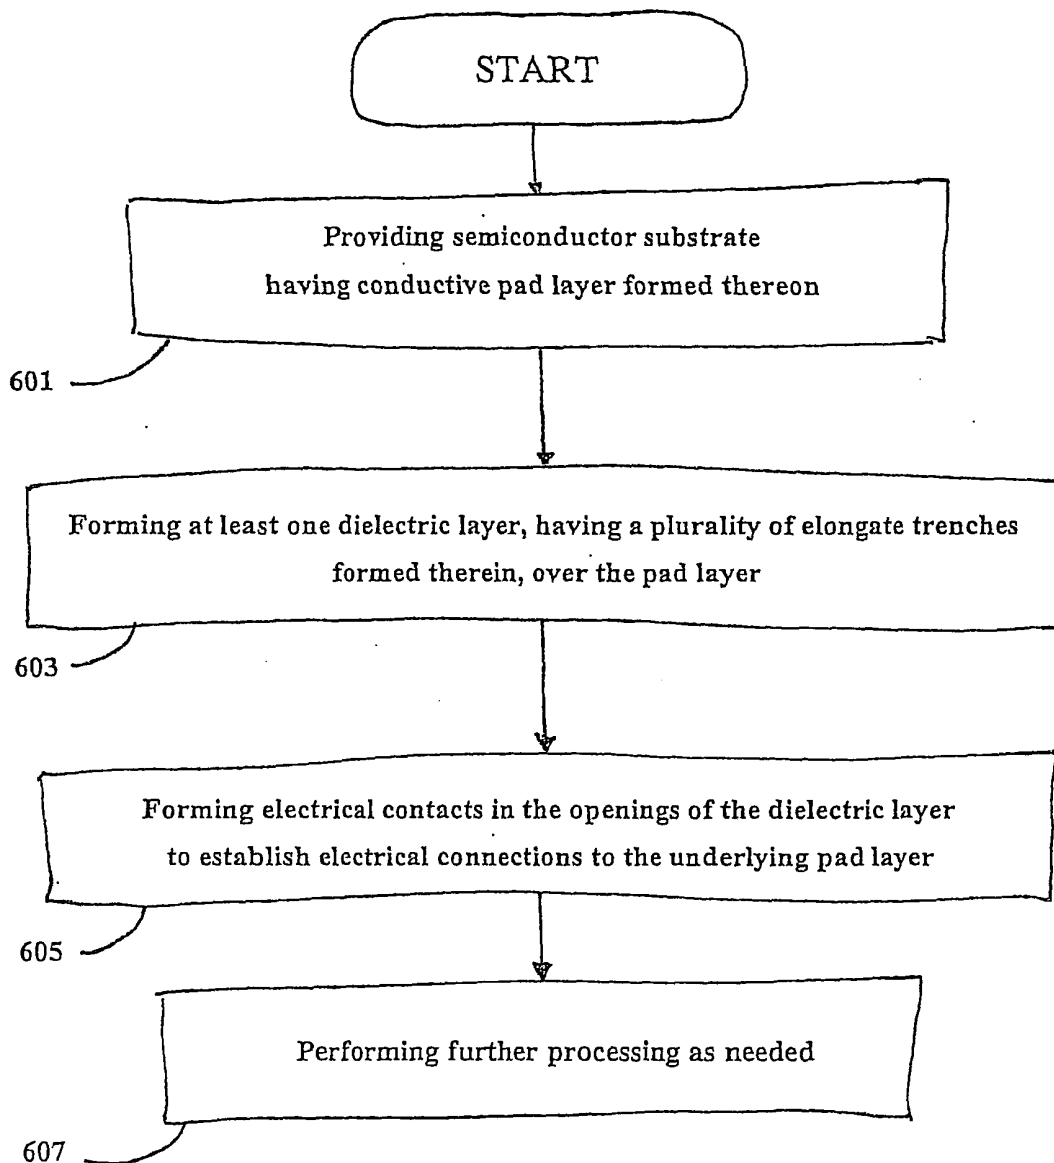 START
Providing semiconductor substrate
having conductive pad layer formed thereon
601
Forming at least one dielectric layer, having a plurality of elongate trenches
formed therein, over the pad layer
603
Forming electrical contacts in the openings of the dielectric layer
to establish electrical connections to the underlying pad layer
605
Performing further processing as needed
607